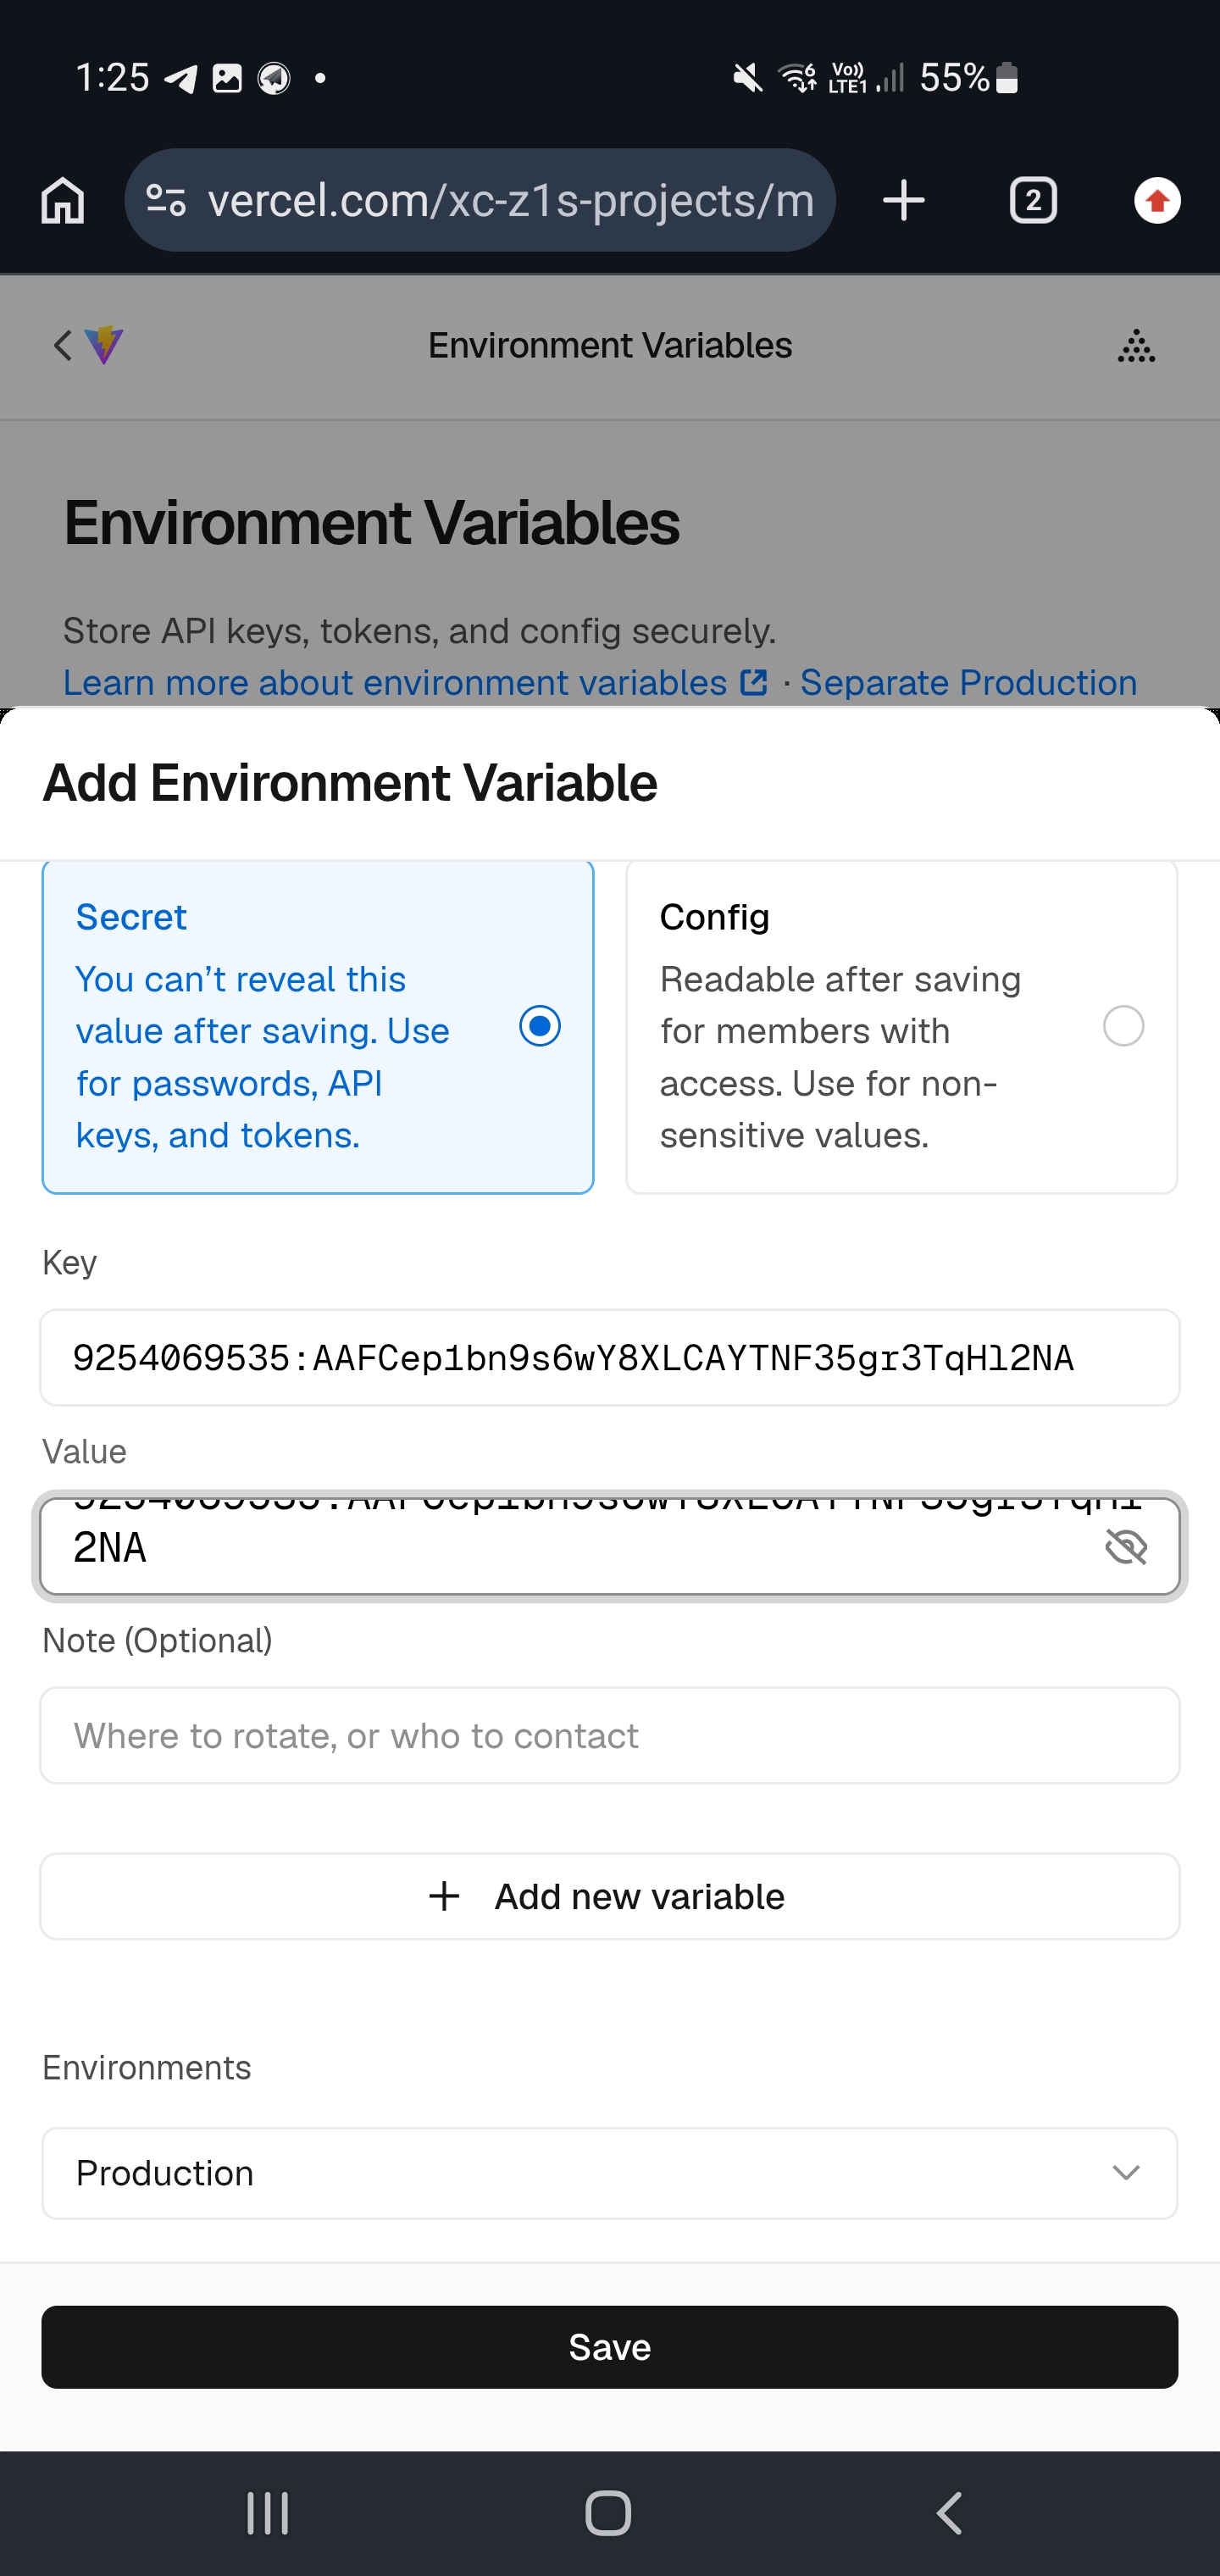 1:25
Vo)) LTE1 55%
vercel.com/xc-z1s-projects/m
2
Environment Variables
Environment Variables
Store API keys, tokens, and config securely.
Learn more about environment variables · Separate Production
Add Environment Variable
Secret
You can’t reveal this
value after saving. Use
for passwords, API
keys, and tokens.
Config
Readable after saving
for members with
access. Use for non-
sensitive values.
Key
9254069535:AAFCep1bn9s6wY8XLCAYTNF35gr3TqHl2NA
Value
2NA
Note (Optional)
Where to rotate, or who to contact
Add new variable
Environments
Production
Save